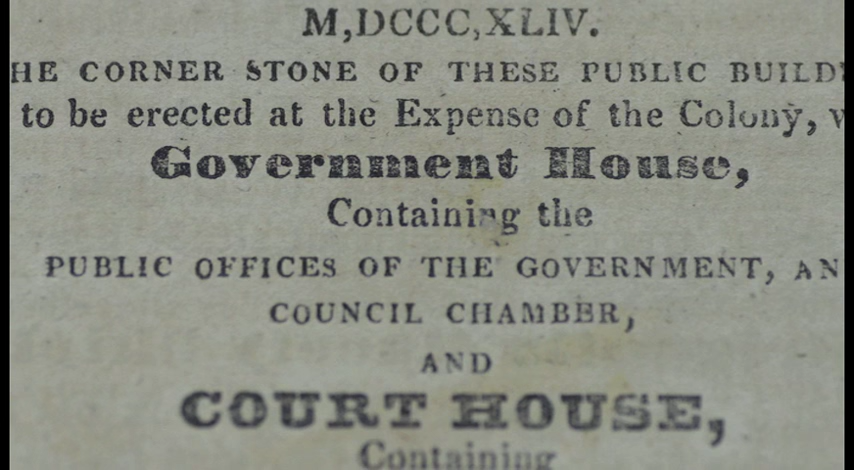 M,DCCC,XLIV.
HE CORNER STONE OF THESE PUBLIC BUILD
to be erected at the Expense of the Colony,
Government House,
Containing the
PUBLIC OFFICES OF THE GOVERNMENT, AN
COUNCIL CHAMBER,
AND
COURT HOUSE,
Containing